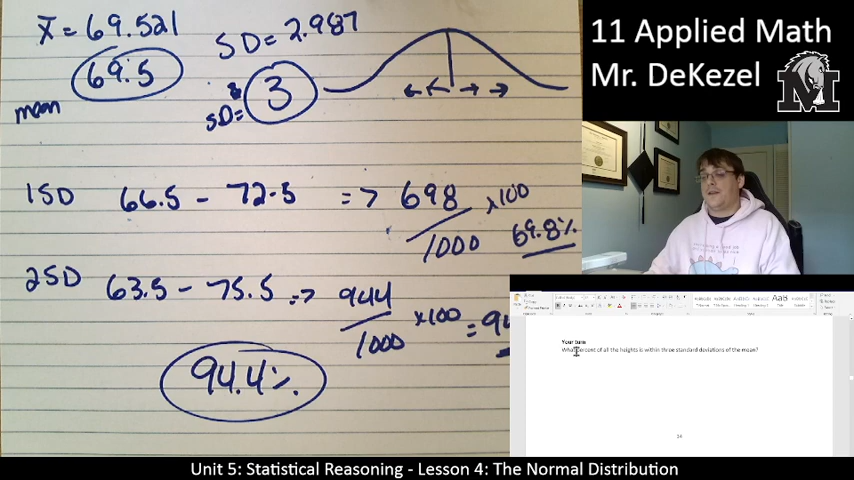 x̄ = 69.521
69.5
mean
SD = 2.987
SD = 3
1SD 66.5 - 72.5 => 698 x100
1000 69.8%
2SD 63.5 - 75.5 => 944 x100
1000 = 94
94.4%
11 Applied Math
Mr. DeKezel
M
Your turn
What percent of all the heights is within three standard deviations of the mean?
Unit 5: Statistical Reasoning - Lesson 4: The Normal Distribution